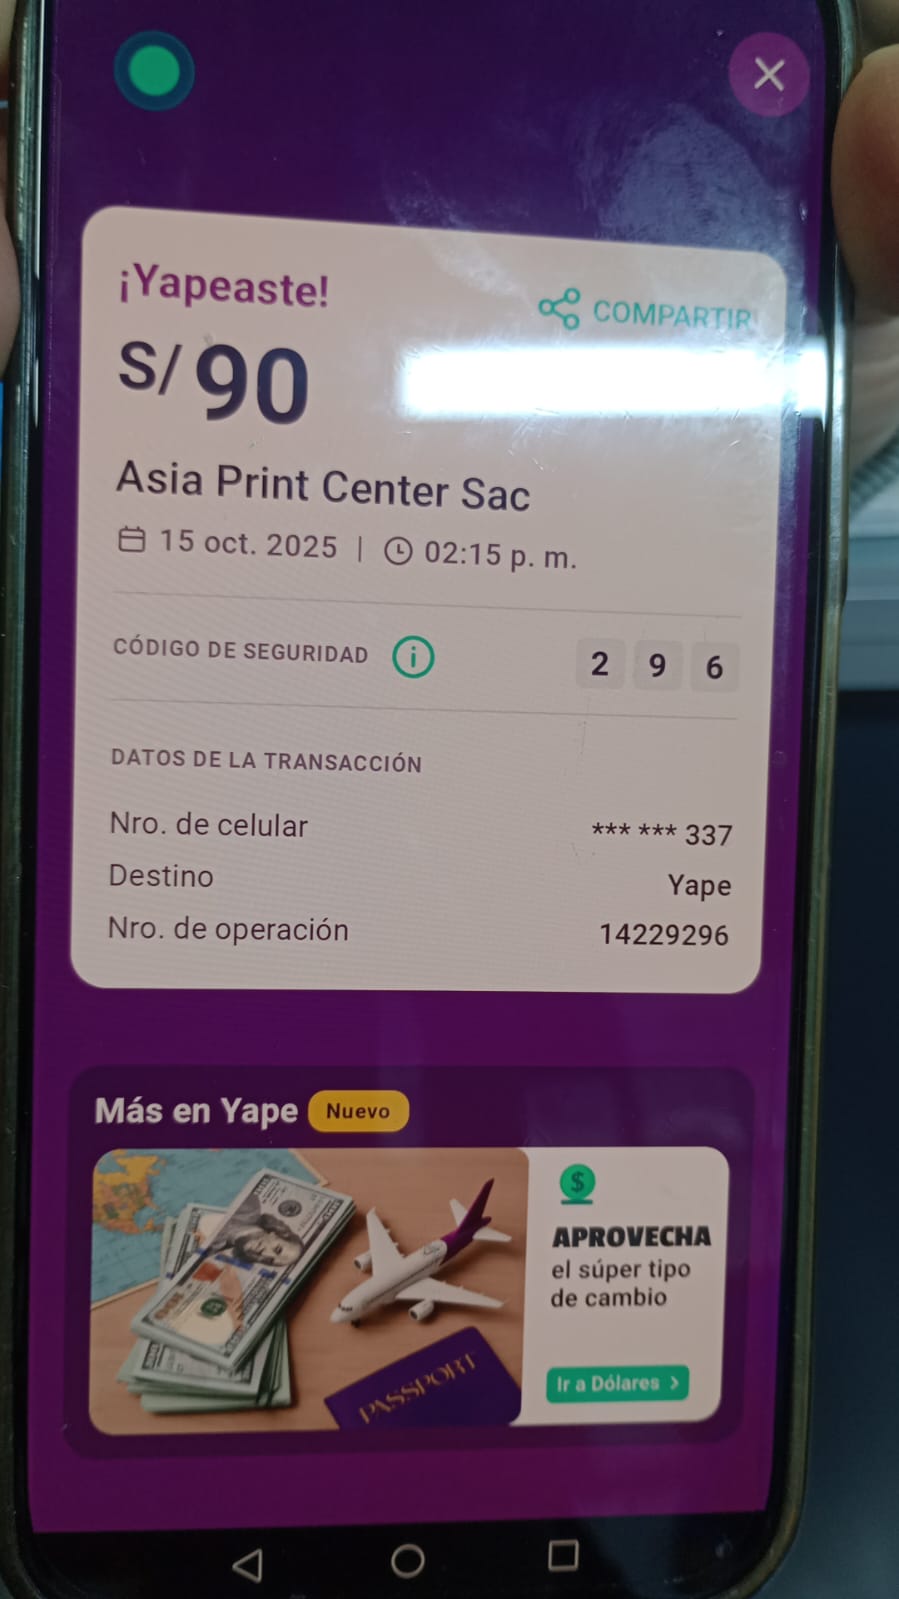 ¡Yapeaste!
COMPARTIR
S/ 90
Asia Print Center Sac
15 oct. 2025 | 02:15 p. m.
CÓDIGO DE SEGURIDAD i 2 9 6
DATOS DE LA TRANSACCIÓN
Nro. de celular *** *** 337
Destino Yape
Nro. de operación 14229296
Más en Yape Nuevo
$
APROVECHA
el súper tipo
de cambio
Ir a Dólares >
100
PASSPORT